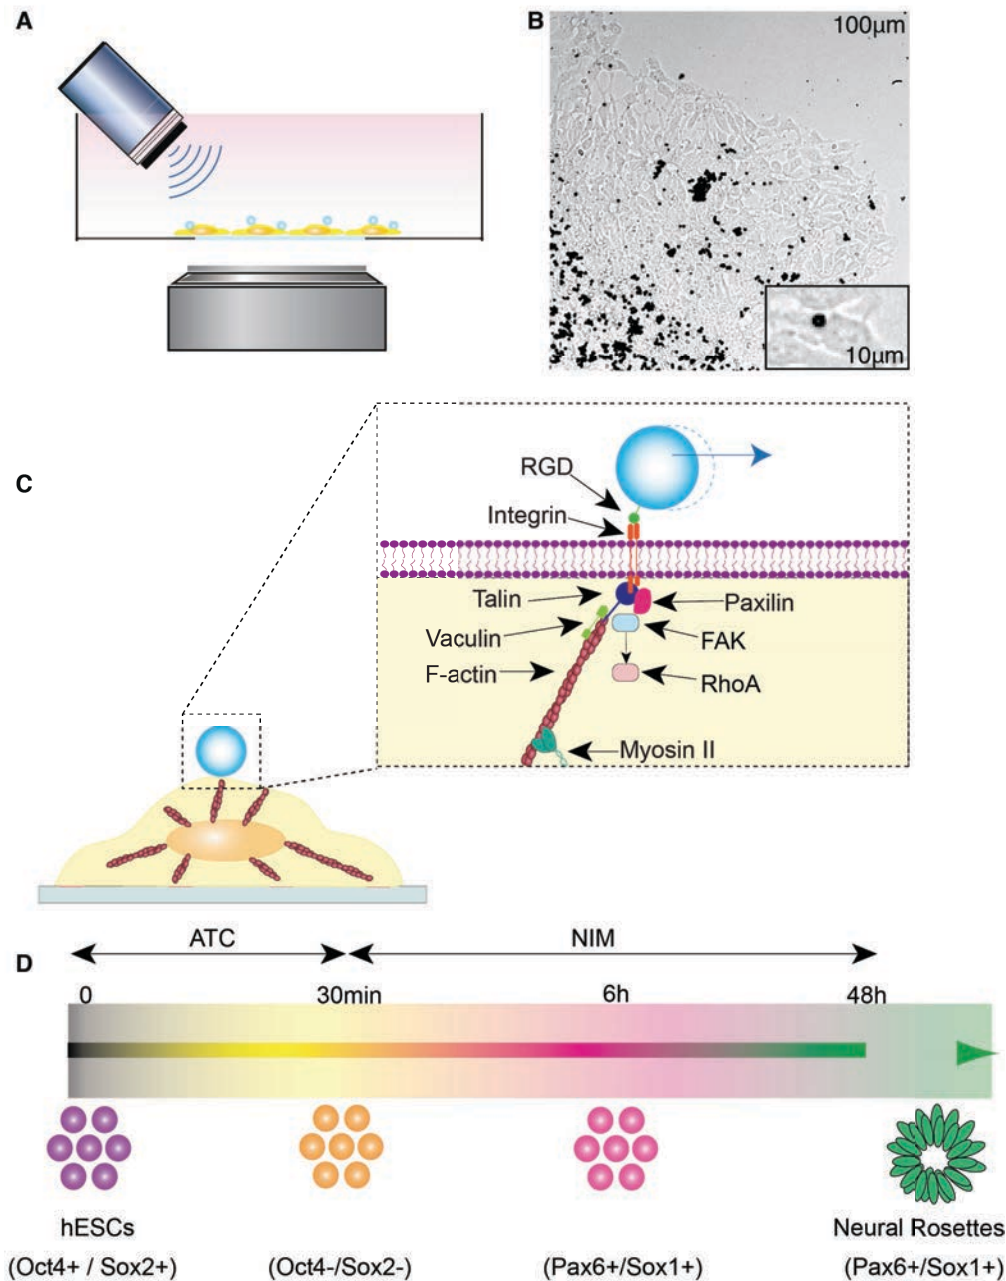 A
B
100µm
10µm
C
RGD
Integrin
Talin
Paxilin
Vaculin
FAK
F-actin
RhoA
Myosin II
D
ATC
NIM
0
30min
6h
48h
hESCs
Neural Rosettes
(Oct4+ / Sox2+)
(Oct4-/Sox2-)
(Pax6+/Sox1+)
(Pax6+/Sox1+)